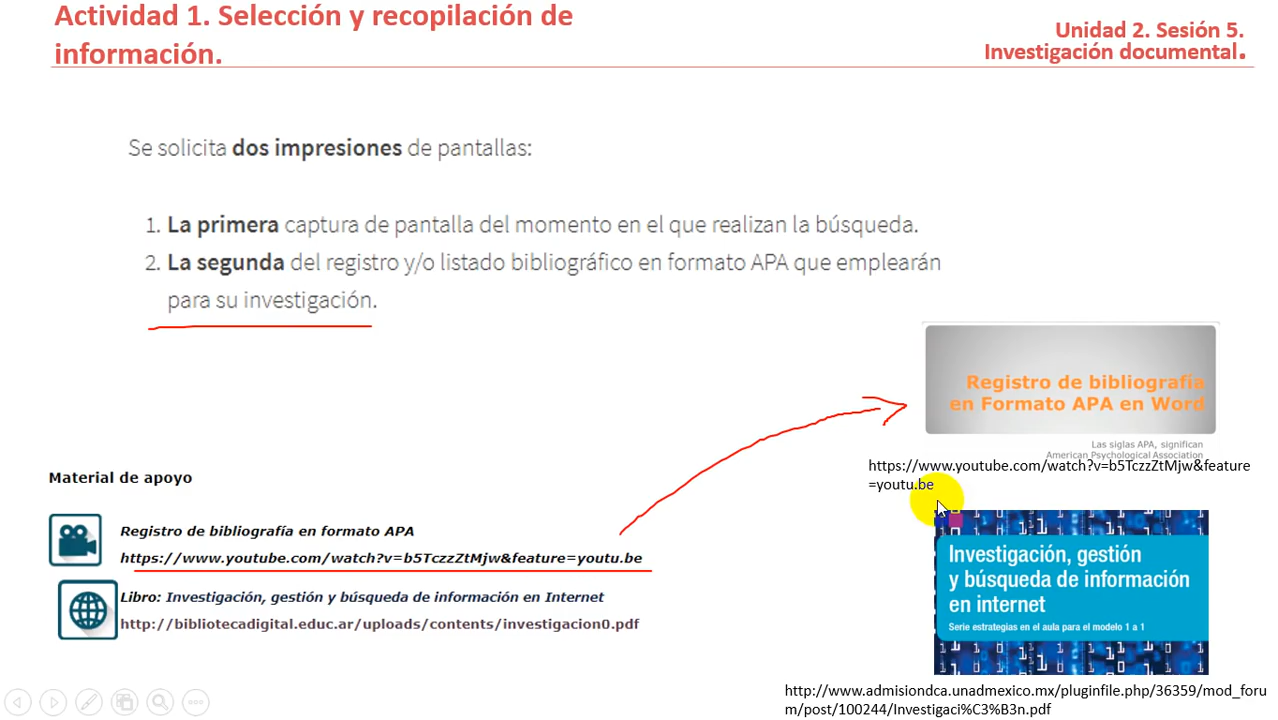 Actividad 1. Selección y recopilación de
información.
Unidad 2. Sesión 5.
Investigación documental.
Se solicita dos impresiones de pantallas:
1. La primera captura de pantalla del momento en el que realizan la búsqueda.
2. La segunda del registro y/o listado bibliográfico en formato APA que emplearán
para su investigación.
Registro de bibliografía
en Formato APA en Word
Las siglas APA, significan
American Psychological Association
https://www.youtube.com/watch?v=b5TczzZtMjw&feature
=youtu.be
Material de apoyo
Registro de bibliografía en formato APA
https://www.youtube.com/watch?v=b5TczzZtMjw&feature=youtu.be
Libro: Investigación, gestión y búsqueda de información en Internet
http://bibliotecadigital.educ.ar/uploads/contents/investigacion0.pdf
Investigación, gestión
y búsqueda de información
en internet
Serie estrategias en el aula para el modelo 1 a 1
http://www.admisiondca.unadmexico.mx/pluginfile.php/36359/mod_foru
m/post/100244/Investigaci%C3%B3n.pdf